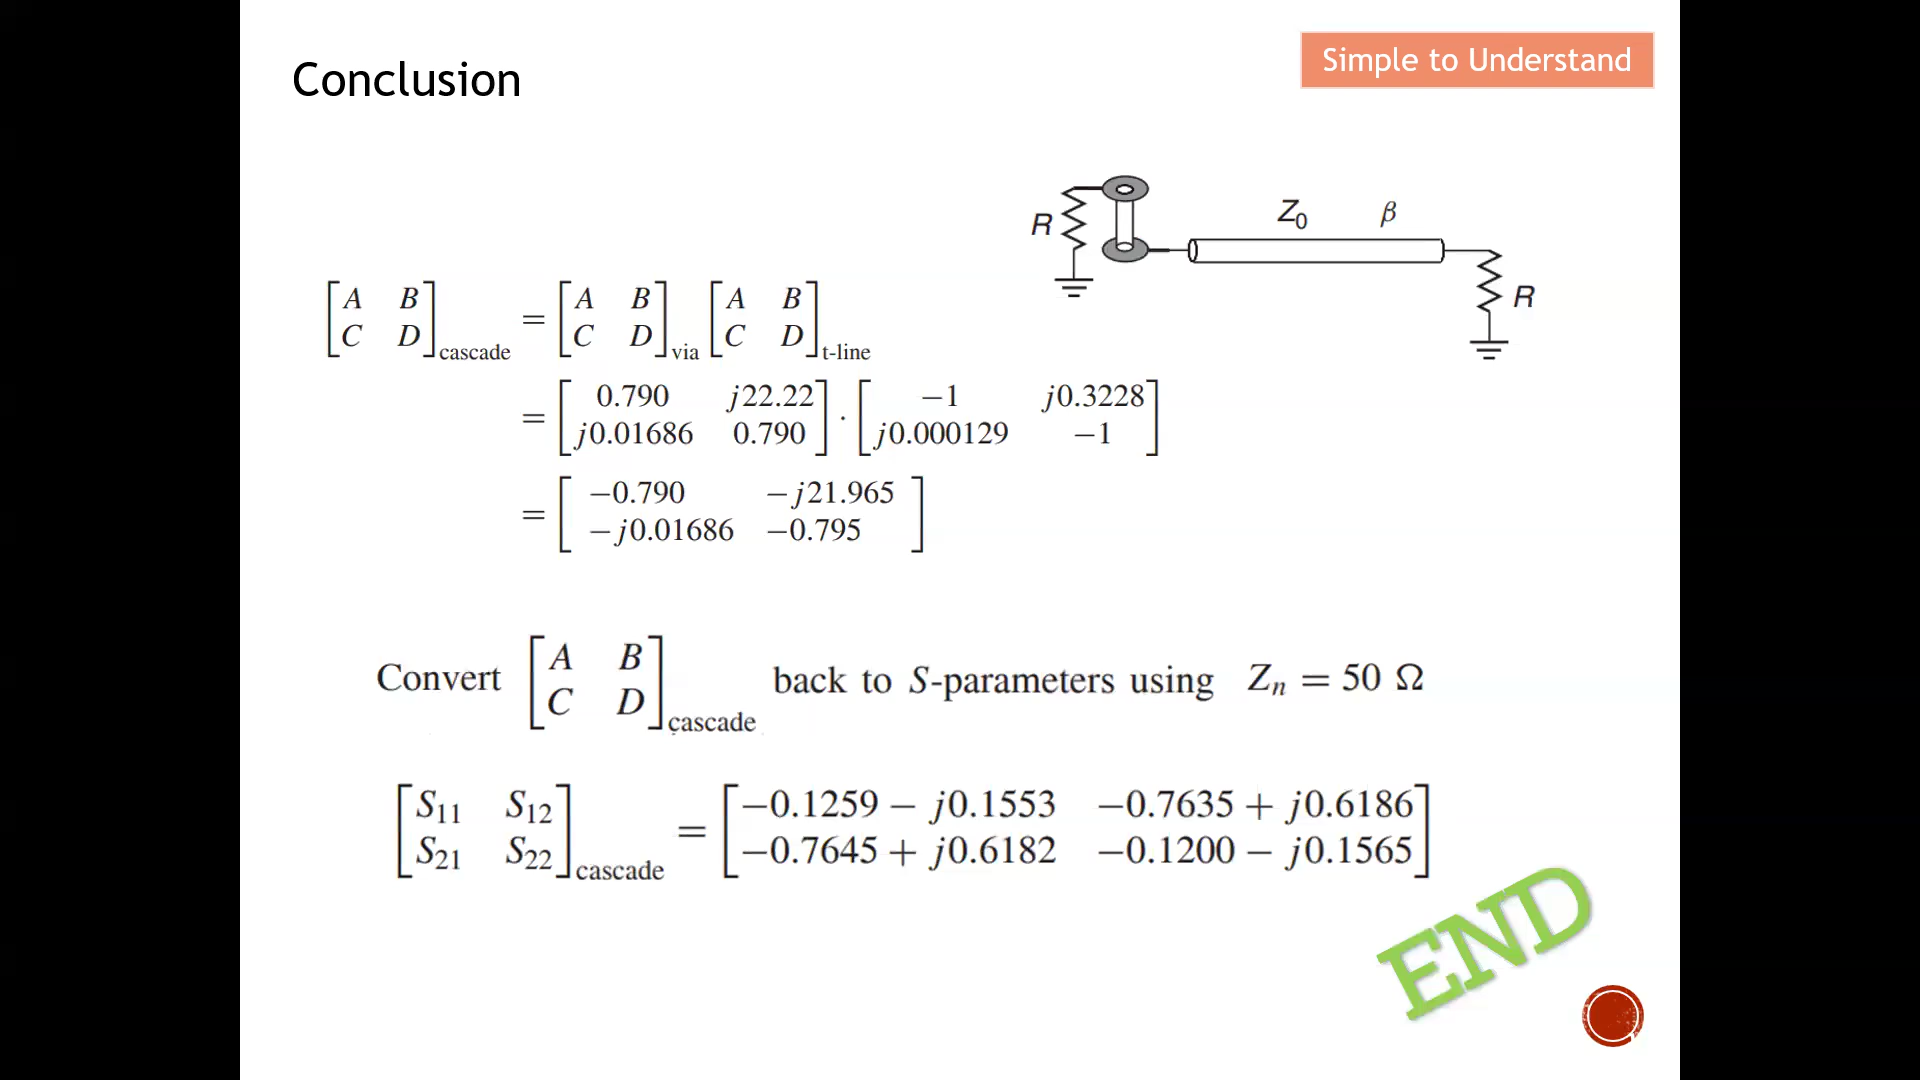 Conclusion
Simple to Understand
R
Z0 β
R
[A B; C D]cascade = [A B; C D]via [A B; C D]t-line
= [0.790 j22.22; j0.01686 0.790] · [−1 j0.3228; j0.000129 −1]
= [−0.790 −j21.965; −j0.01686 −0.795]
Convert [A B; C D]cascade back to S-parameters using Zn = 50 Ω
[S11 S12; S21 S22]cascade = [−0.1259 − j0.1553 −0.7635 + j0.6186; −0.7645 + j0.6182 −0.1200 − j0.1565]
END